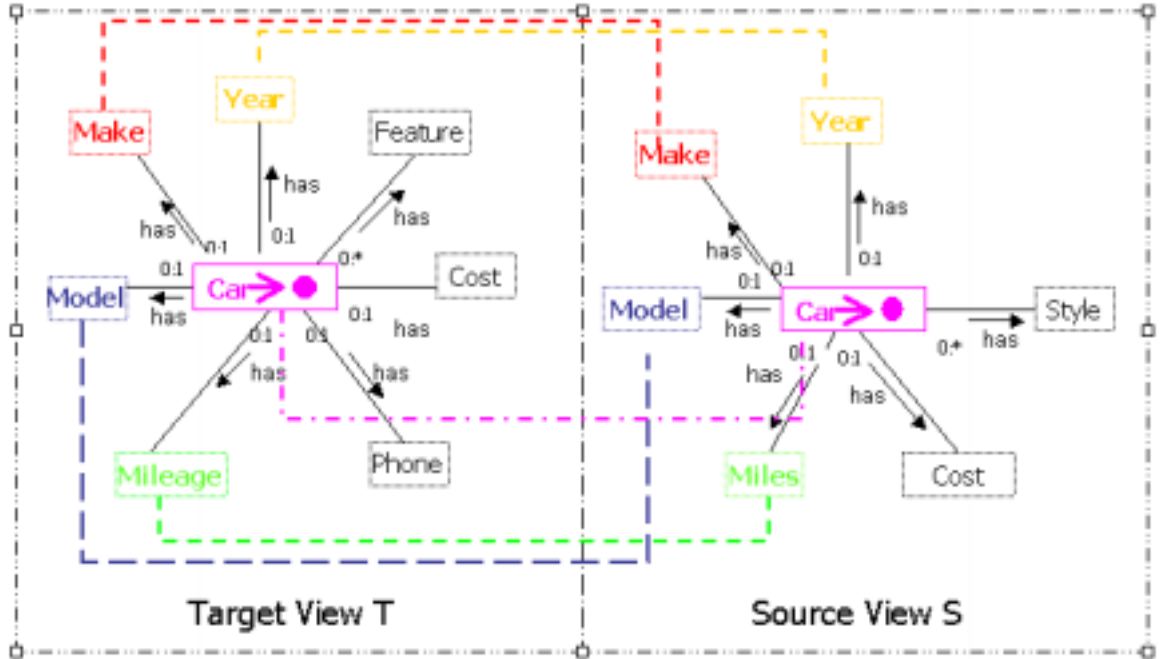 Year
Make
Feature
has
has
has
0:1
0:1
0:*
0:1
Car
Cost
Model
has
0:1
has
0:1
0:1
has
has
Mileage
Phone
Target View T
Year
Make
has
has
0:1
0:1
0:1
Model
Car
Style
has
0:1
0:1
0:*
has
has
has
Miles
Cost
Source View S